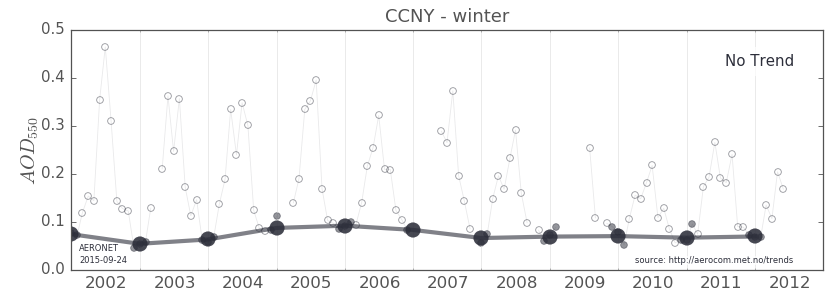 CCNY - winter
0.5
0.4
0.3
0.2
0.1
0.0
AOD550
No Trend
AERONET
2015-09-24
source: http://aerocom.met.no/trends
2002 2003 2004 2005 2006 2007 2008 2009 2010 2011 2012